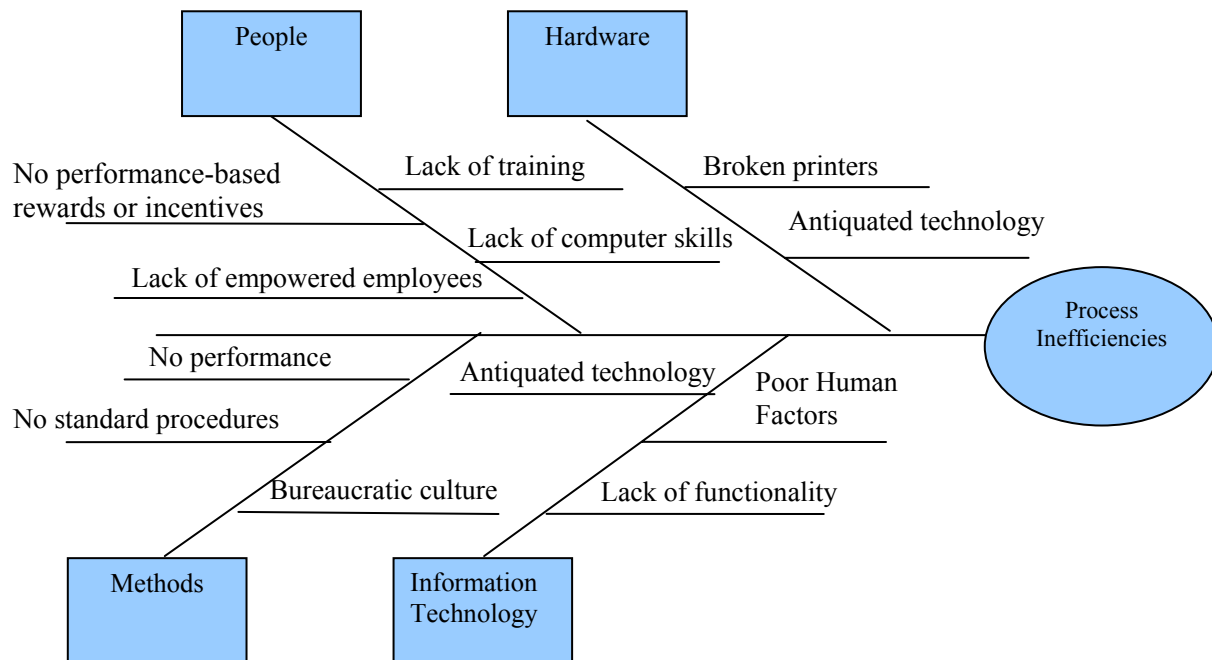 People
Hardware
No performance-based
rewards or incentives
Lack of training
Lack of computer skills
Lack of empowered employees
Broken printers
Antiquated technology
Process
Inefficiencies
No performance
No standard procedures
Bureaucratic culture
Antiquated technology
Poor Human
Factors
Lack of functionality
Methods
Information
Technology